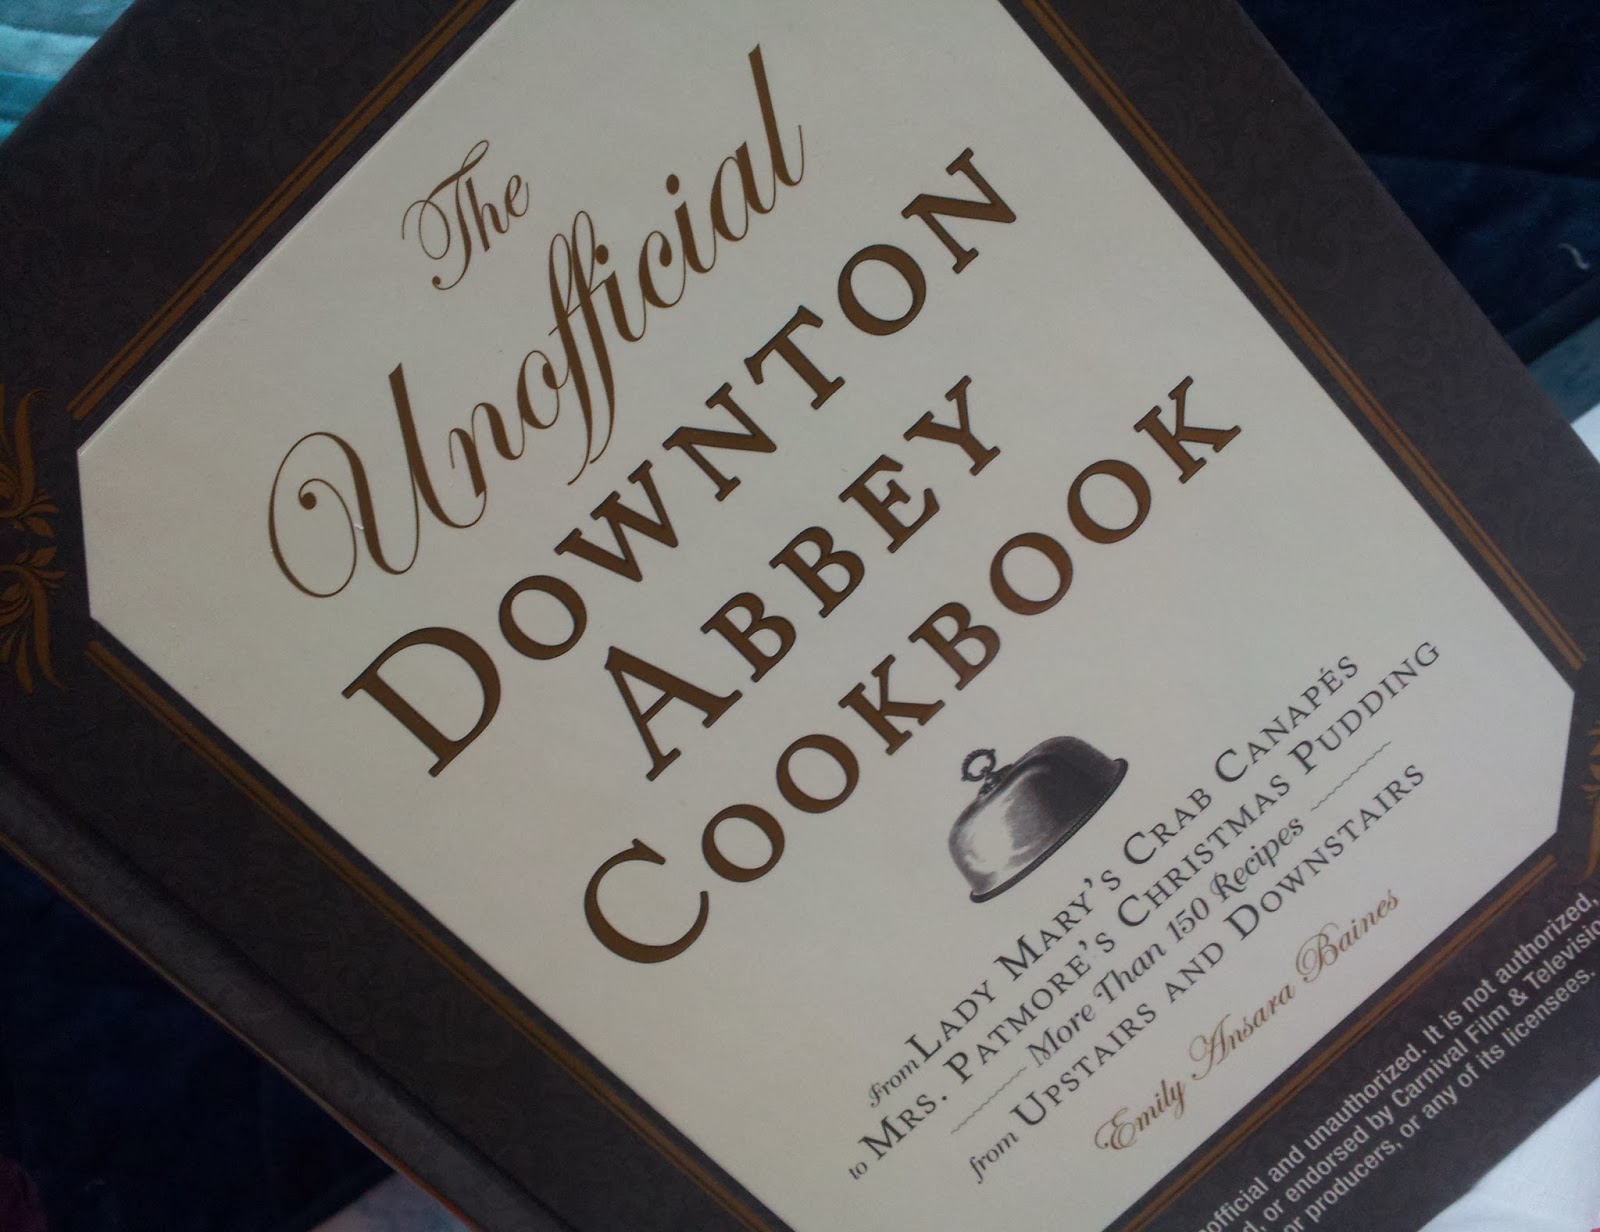 The
Unofficial
DOWNTON
ABBEY
COOKBOOK
From LADY MARY'S CRAB CANAPÉS
to MRS. PATMORE'S CHRISTMAS PUDDING
More Than 150 Recipes
from UPSTAIRS AND DOWNSTAIRS
Emily Ansara Baines
unofficial and unauthorized. It is not authorized,
or endorsed by Carnival Film & Television
or producers, or any of its licensees.